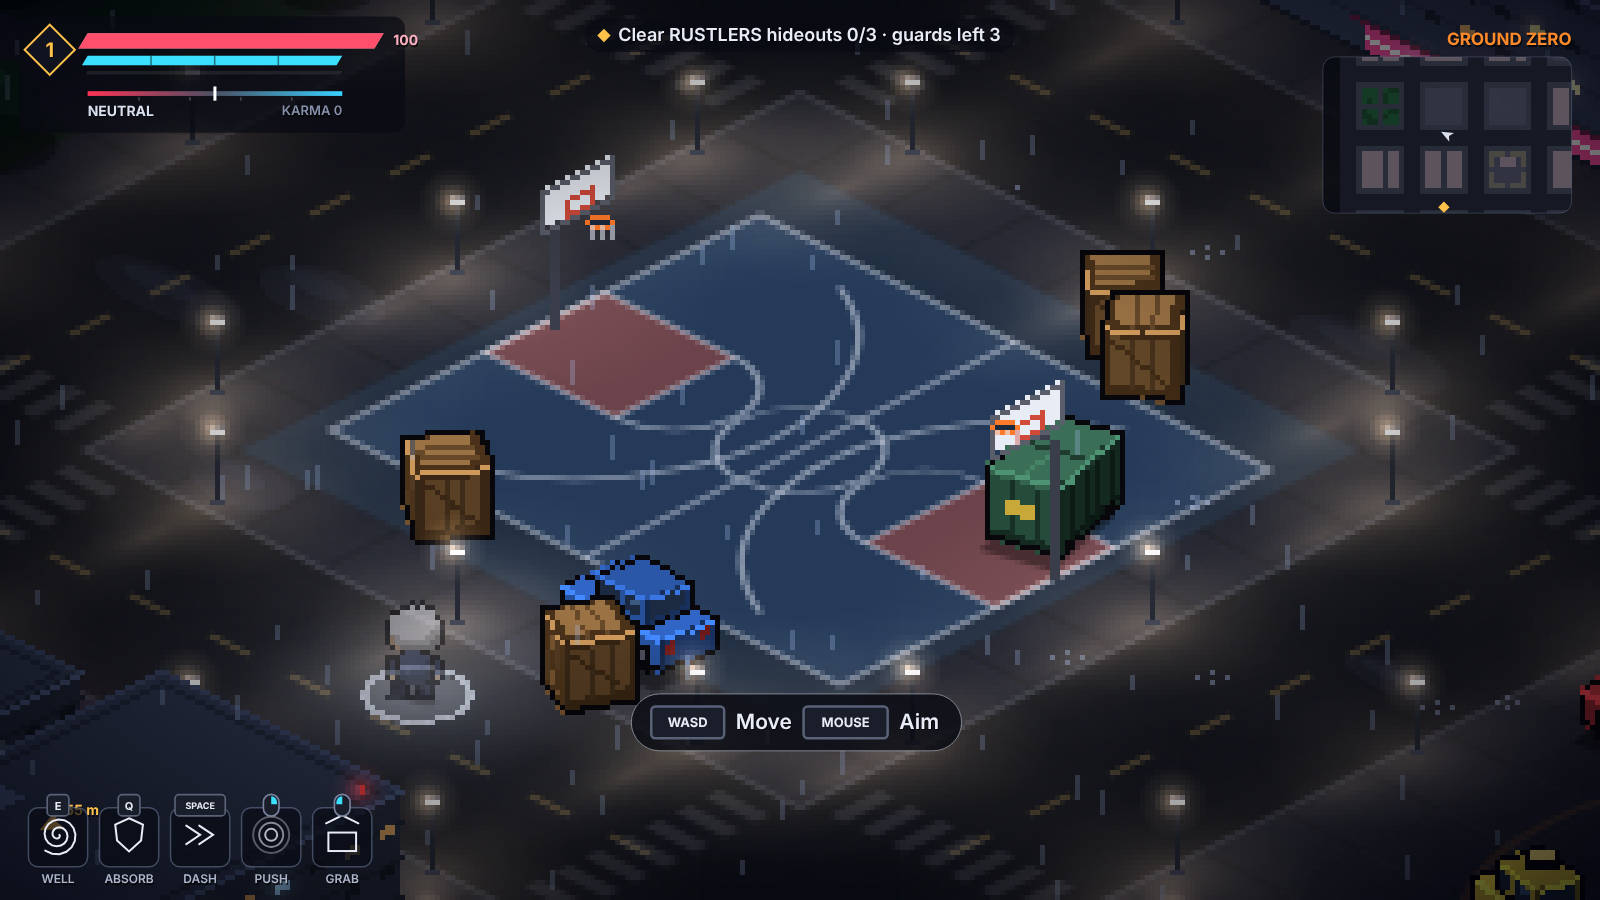 1
100
NEUTRAL
KARMA 0
Clear RUSTLERS hideouts 0/3 · guards left 3
GROUND ZERO
WASD Move MOUSE Aim
E
Q
SPACE
WELL
ABSORB
DASH
PUSH
GRAB